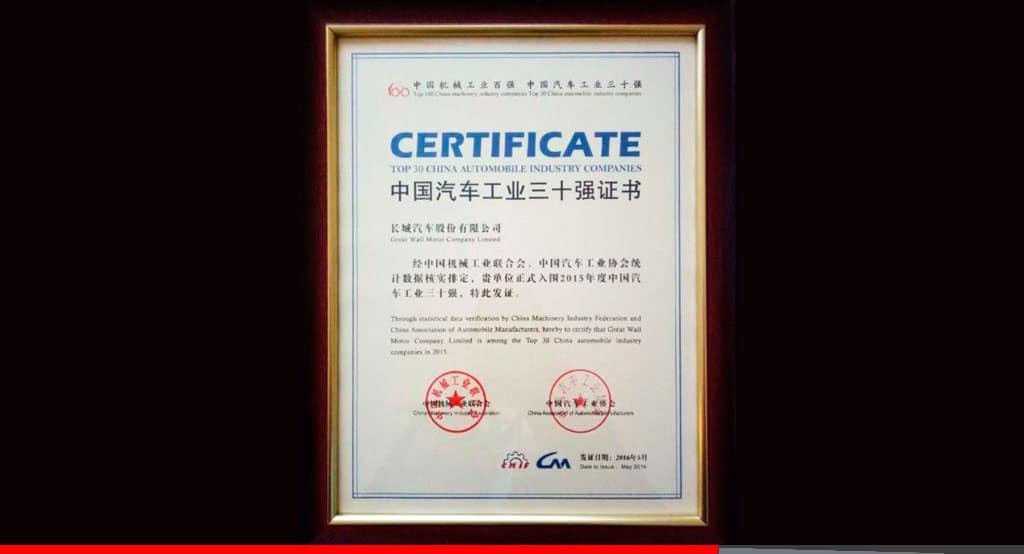 中国机械工业百强 中国汽车工业三十强
Top 100 China machinery industry companies Top 30 China automobile industry companies
CERTIFICATE
TOP 30 CHINA AUTOMOBILE INDUSTRY COMPANIES
中国汽车工业三十强证书
长城汽车股份有限公司
Great Wall Motor Company Limited
经中国机械工业联合会、中国汽车工业协会统
计数据核实排定,贵单位正式入围2015年度中国汽
车工业三十强,特此发证。
Through statistical data verification by China Machinery Industry Federation and
China Association of Automobile Manufacturers, hereby to certify that Great Wall
Motor Company Limited is among the Top 30 China automobile industry
companies in 2015.
中国机械工业联合会 中国汽车工业协会
China Machinery Industry Federation China Association of Automobile Manufacturers
发证日期:2016年5月
CMIF Date to Issue: May 2016